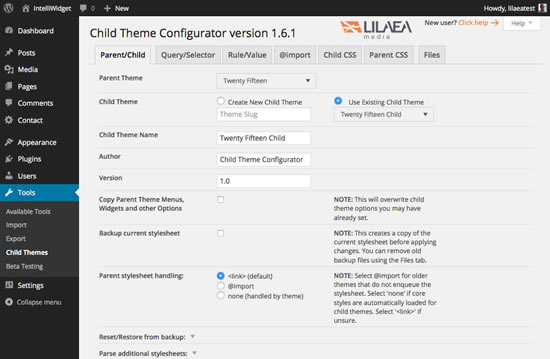 IntelliWidget 0 + New Howdy, lilaeatest
Child Theme Configurator version 1.6.1
LILAEA
media
New user? Click help
Help
Dashboard
Posts
Media
Pages
Comments
Contact
Appearance
Plugins
Users
Tools
Available Tools
Import
Export
Child Themes
Beta Testing
Settings
Collapse menu
Parent/Child Query/Selector Rule/Value @import Child CSS Parent CSS Files
Parent Theme Twenty Fifteen
Child Theme Create New Child Theme Use Existing Child Theme
Theme Slug Twenty Fifteen Child
Child Theme Name Twenty Fifteen Child
Author Child Theme Configurator
Version 1.0
Copy Parent Theme Menus,
Widgets and other Options
NOTE: This will overwrite child
theme options you may have
already set.
Backup current stylesheet
NOTE: This creates a copy of the
current stylesheet before applying
changes. You can remove old
backup files using the Files tab.
Parent stylesheet handling:
<link> (default)
@import
none (handled by theme)
NOTE: Select @import for older
themes that do not enqueue the
stylesheet. Select 'none' if core
styles are automatically loaded for
child themes. Select '<link>' if
unsure.
Reset/Restore from backup:
Parse additional stylesheets: